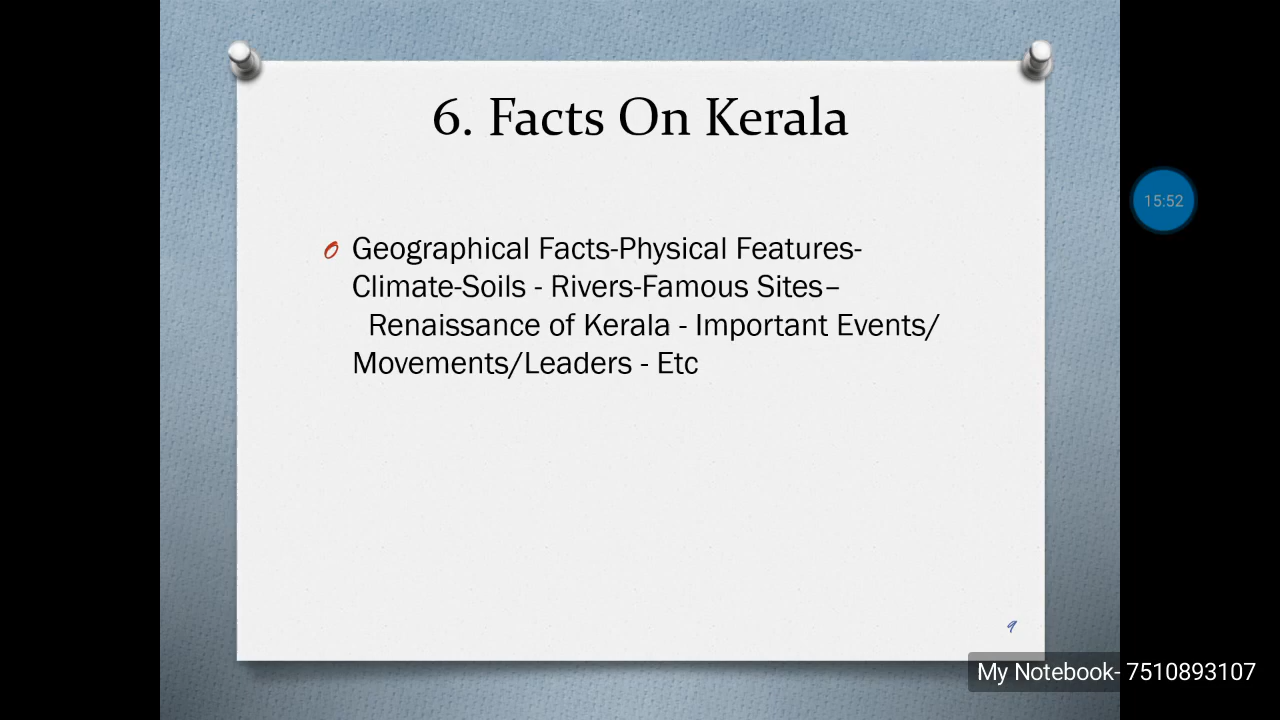 6. Facts On Kerala
15:52
Geographical Facts-Physical Features-
Climate-Soils - Rivers-Famous Sites–
Renaissance of Kerala - Important Events/
Movements/Leaders - Etc
9
My Notebook- 7510893107